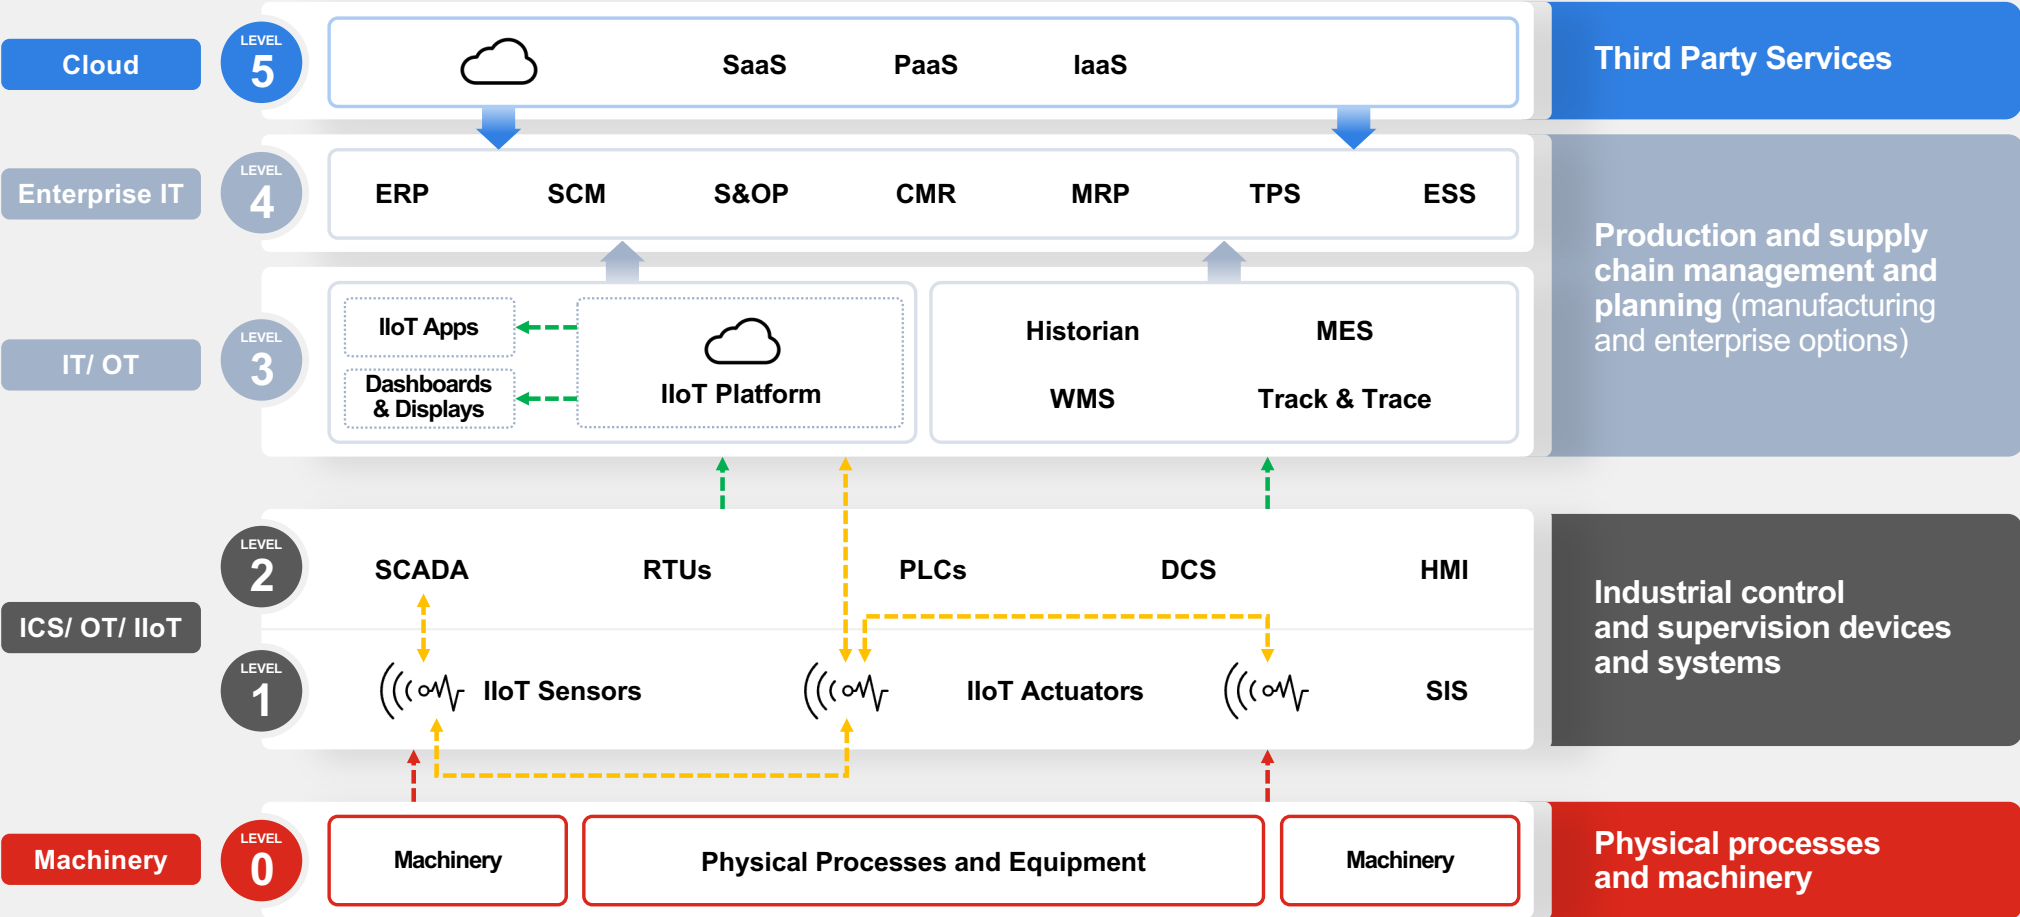 Cloud
LEVEL
5
SaaS
PaaS
IaaS
Third Party Services
Enterprise IT
LEVEL
4
ERP
SCM
S&OP
CMR
MRP
TPS
ESS
Production and supply
chain management and
planning (manufacturing
and enterprise options)
IT/ OT
LEVEL
3
IIoT Apps
Dashboards
& Displays
IIoT Platform
Historian
MES
WMS
Track & Trace
ICS/ OT/ IIoT
LEVEL
2
SCADA
RTUs
PLCs
DCS
HMI
LEVEL
1
IIoT Sensors
IIoT Actuators
SIS
Industrial control
and supervision devices
and systems
Machinery
LEVEL
0
Machinery
Physical Processes and Equipment
Machinery
Physical processes
and machinery